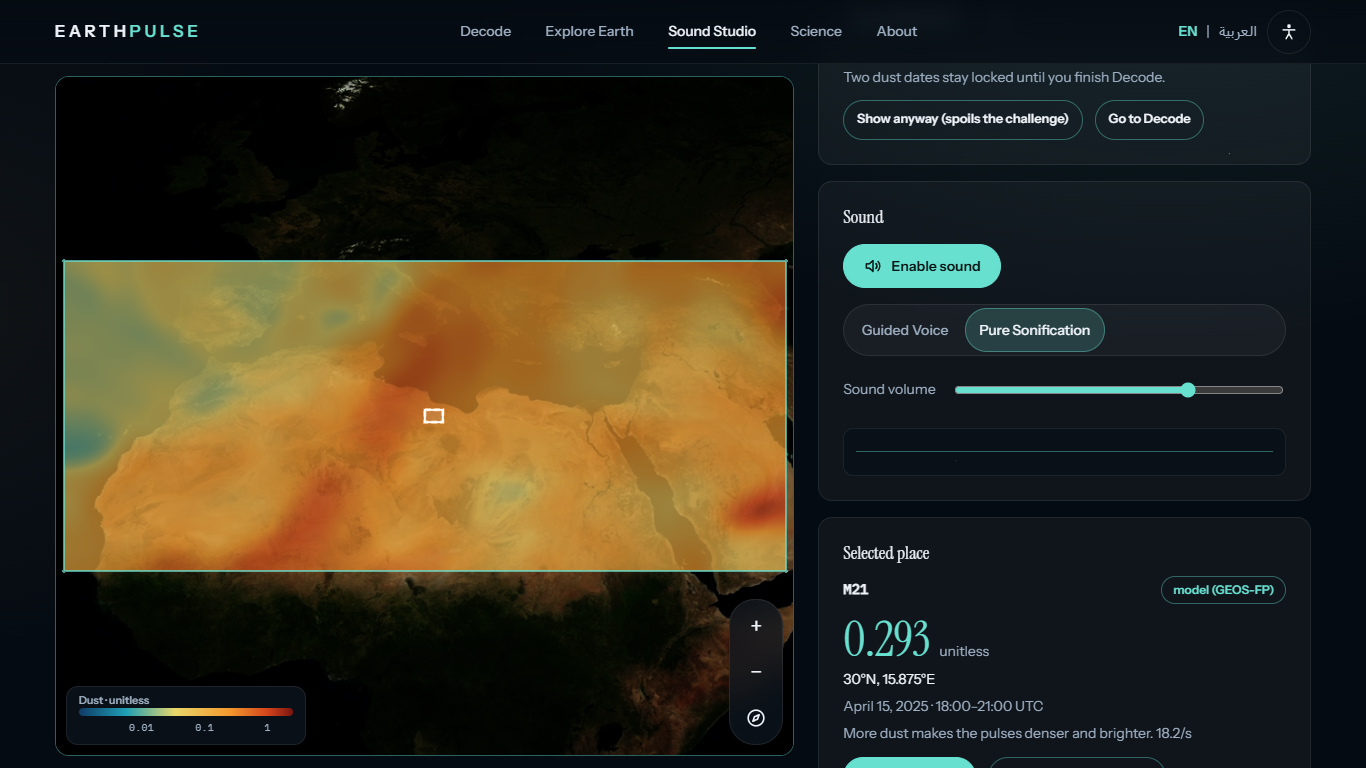 EARTHPULSE
Decode
Explore Earth
Sound Studio
Science
About
EN | العربية
Two dust dates stay locked until you finish Decode.
Show anyway (spoils the challenge)
Go to Decode
Sound
Enable sound
Guided Voice
Pure Sonification
Sound volume
Selected place
M21
model (GEOS-FP)
0.293 unitless
30°N, 15.875°E
April 15, 2025 · 18:00–21:00 UTC
More dust makes the pulses denser and brighter. 18.2/s
+
−
Dust · unitless
0.01 0.1 1